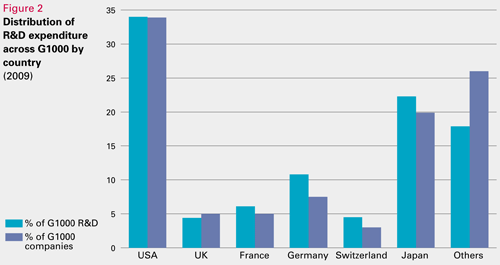 Figure 2
Distribution of
R&D expenditure
across G1000 by
country
(2009)
35
30
25
20
15
10
5
0
% of G1000 R&D
% of G1000
companies
USA UK France Germany Switzerland Japan Others